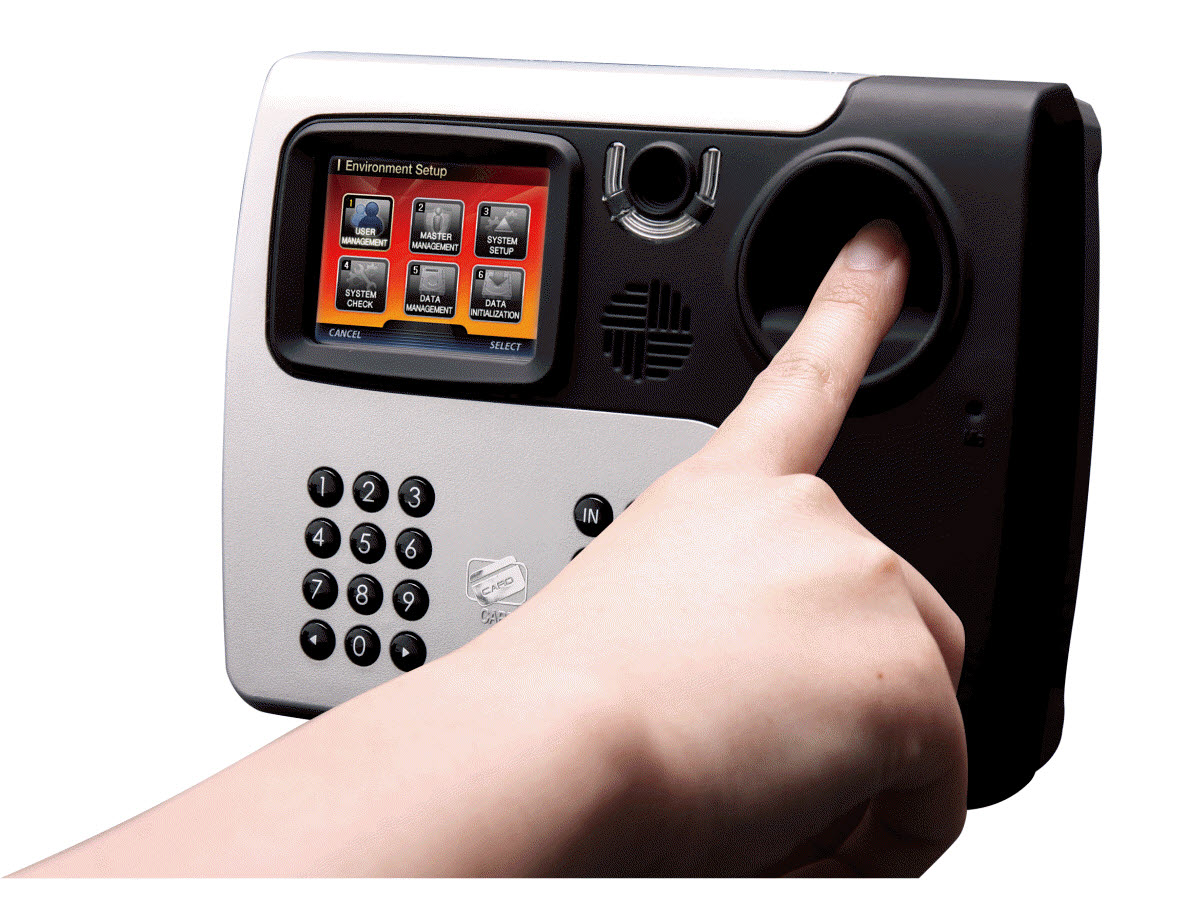 Environment Setup
1
USER
MANAGEMENT
2
MASTER
MANAGEMENT
3
SYSTEM
SETUP
4
SYSTEM
CHECK
5
DATA
MANAGEMENT
6
DATA
INITIALIZATION
CANCEL
SELECT
1 2 3
4 5 6
7 8 9
0
IN
CARD